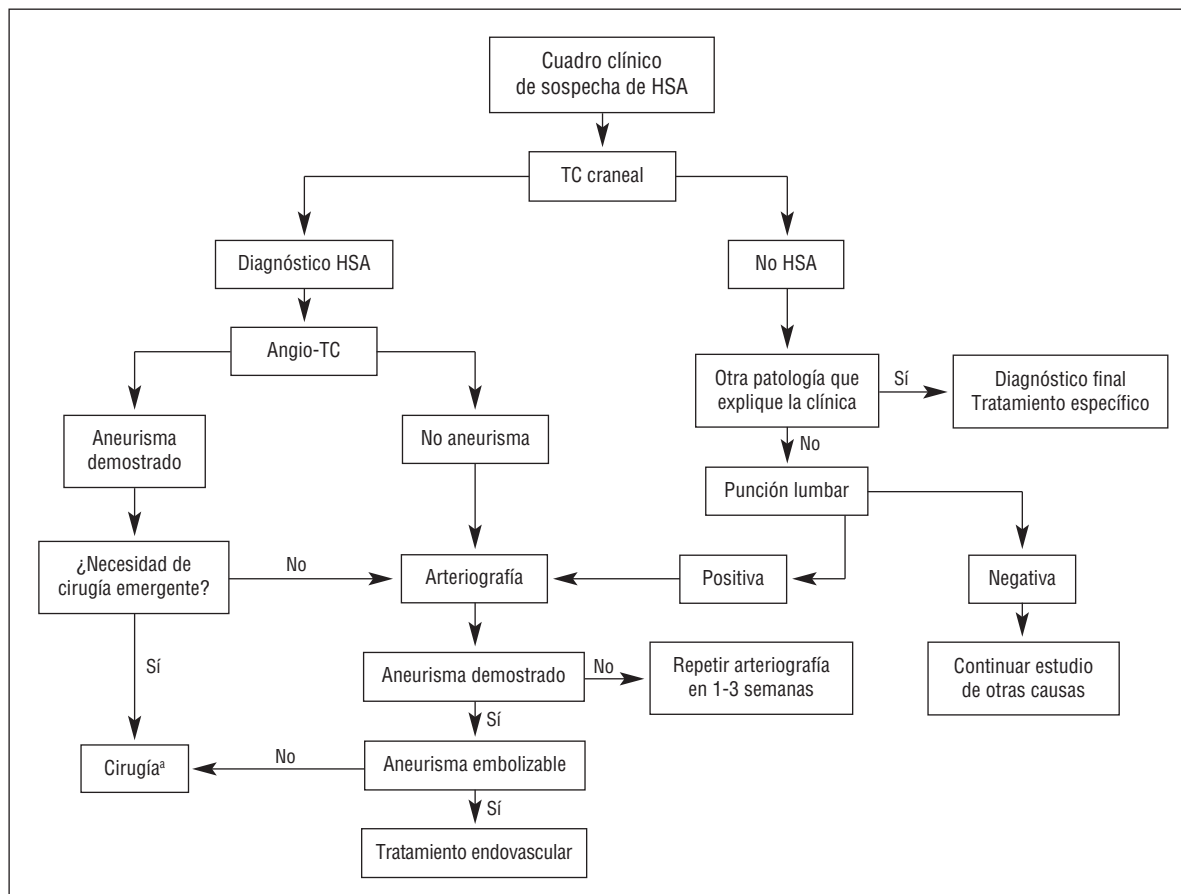 Cuadro clínico
de sospecha de HSA
TC craneal
Diagnóstico HSA
No HSA
Angio-TC
Otra patología que
explique la clínica
Sí
Diagnóstico final
Tratamiento específico
Aneurisma
demostrado
No aneurisma
No
Punción lumbar
¿Necesidad de
cirugía emergente?
No
Arteriografía
Positiva
Negativa
Sí
Aneurisma demostrado
No
Repetir arteriografía
en 1-3 semanas
Continuar estudio
de otras causas
Sí
Cirugíaª
No
Aneurisma embolizable
Sí
Tratamiento endovascular